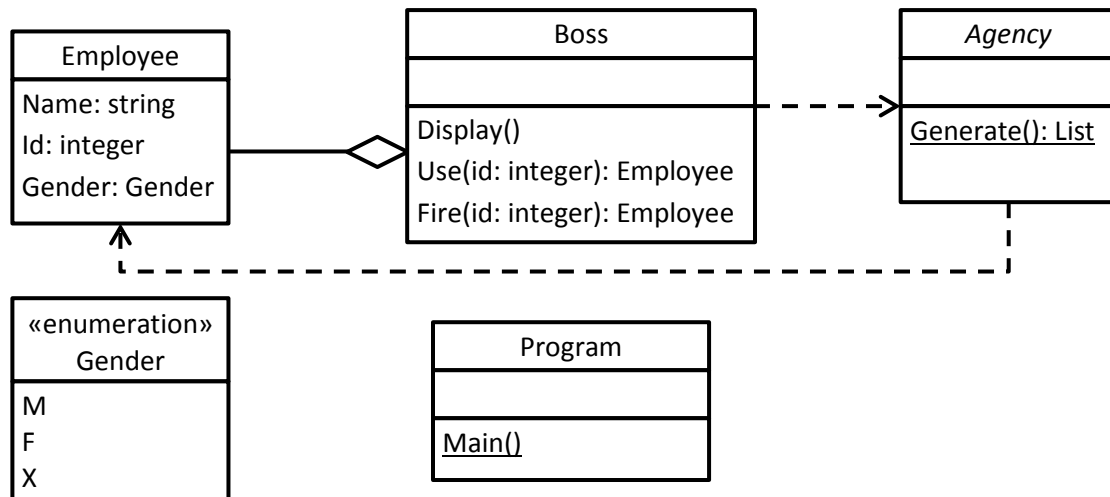 Employee
Name: string
Id: integer
Gender: Gender
Boss
Display()
Use(id: integer): Employee
Fire(id: integer): Employee
Agency
Generate(): List
«enumeration»
Gender
M
F
X
Program
Main()